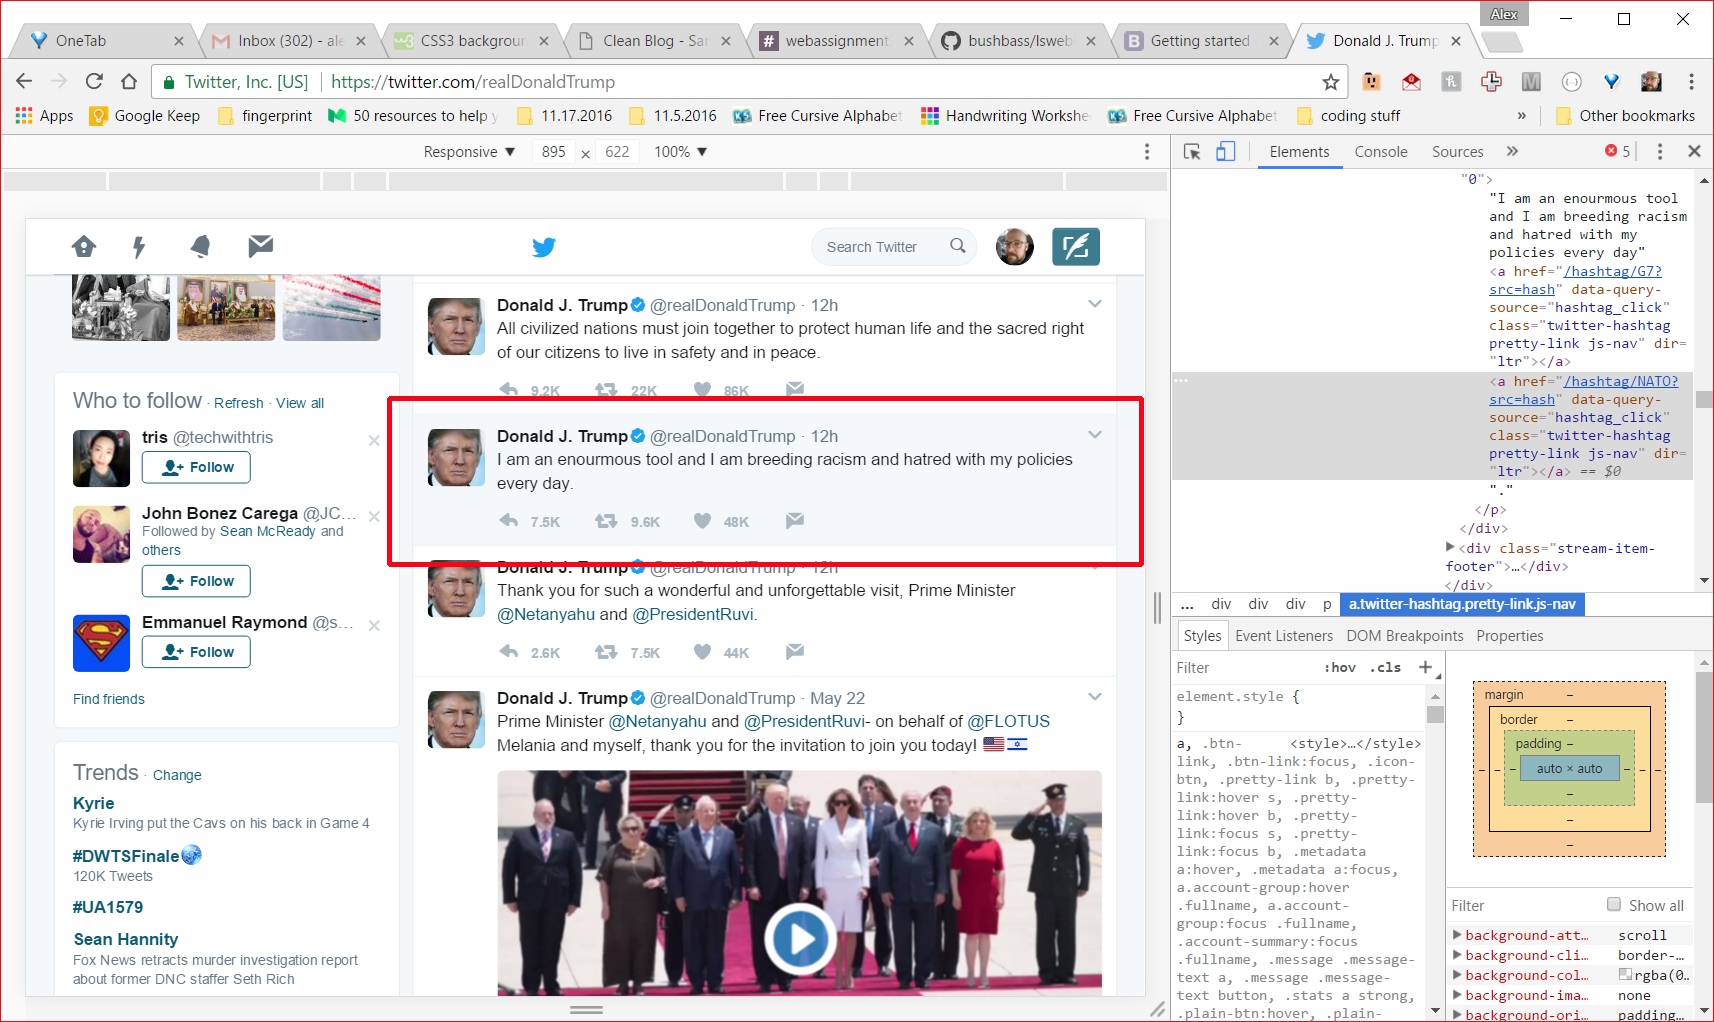 Alex
OneTab
Inbox (302) - ale
CSS3 backgroun
Clean Blog - Sar
webassignment
bushbass/lsweb
Getting started
Donald J. Trump
Twitter, Inc. [US]
https://twitter.com/realDonaldTrump
Apps
Google Keep
fingerprint
50 resources to help y
11.17.2016
11.5.2016
Free Cursive Alphabet
Handwriting Workshe
Free Cursive Alphabet
coding stuff
»
Other bookmarks
Responsive ▼ 895 × 622 100% ▼
Search Twitter
Donald J. Trump @realDonaldTrump · 12h
All civilized nations must join together to protect human life and the sacred right
of our citizens to live in safety and in peace.
9.2K 22K 86K
Donald J. Trump @realDonaldTrump · 12h
I am an enourmous tool and I am breeding racism and hatred with my policies
every day.
7.5K 9.6K 48K
Donald J. Trump @realDonaldTrump · 12h
Thank you for such a wonderful and unforgettable visit, Prime Minister
@Netanyahu and @PresidentRuvi.
2.6K 7.5K 44K
Donald J. Trump @realDonaldTrump · May 22
Prime Minister @Netanyahu and @PresidentRuvi- on behalf of @FLOTUS
Melania and myself, thank you for the invitation to join you today!
Who to follow · Refresh · View all
tris @techwithtris
Follow
John Bonez Carega @JC...
Followed by Sean McReady and
others
Follow
Emmanuel Raymond @s...
Follow
Find friends
Trends · Change
Kyrie
Kyrie Irving put the Cavs on his back in Game 4
#DWTSFinale
120K Tweets
#UA1579
Sean Hannity
Fox News retracts murder investigation report
about former DNC staffer Seth Rich
Elements Console Sources » 5
"0">
"I am an enourmous tool
and I am breeding racism
and hatred with my
policies every day"
<a href="/hashtag/G7?
src=hash" data-query-
source="hashtag_click"
class="twitter-hashtag
pretty-link js-nav" dir=
"ltr"></a>
<a href="/hashtag/NATO?
src=hash" data-query-
source="hashtag_click"
class="twitter-hashtag
pretty-link js-nav" dir=
"ltr"></a> == $0
"."
</p>
</div>
<div class="stream-item-
footer">…</div>
</div>
... div div div p a.twitter-hashtag.pretty-link.js-nav
Styles Event Listeners DOM Breakpoints Properties
Filter :hov .cls +
element.style {
}
a, .btn- <style>…</style>
link, .btn-link:focus, .icon-
btn, .pretty-link b, .pretty-
link:hover s, .pretty-
link:hover b, .pretty-
link:focus s, .pretty-
link:focus b, .metadata
a:hover, .metadata a:focus,
a.account-group:hover
.fullname, a.account-
group:focus .fullname,
.account-summary:focus
.fullname, .message .message-
text a, .message .message-
text button, .stats a strong,
.plain-btn:hover, .plain-
margin –
border –
padding –
– – – auto × auto – – –
–
–
–
Filter Show all
background-att… scroll
background-cli… border-…
background-col… rgba(0…
background-ima… none
background-ori… padding…